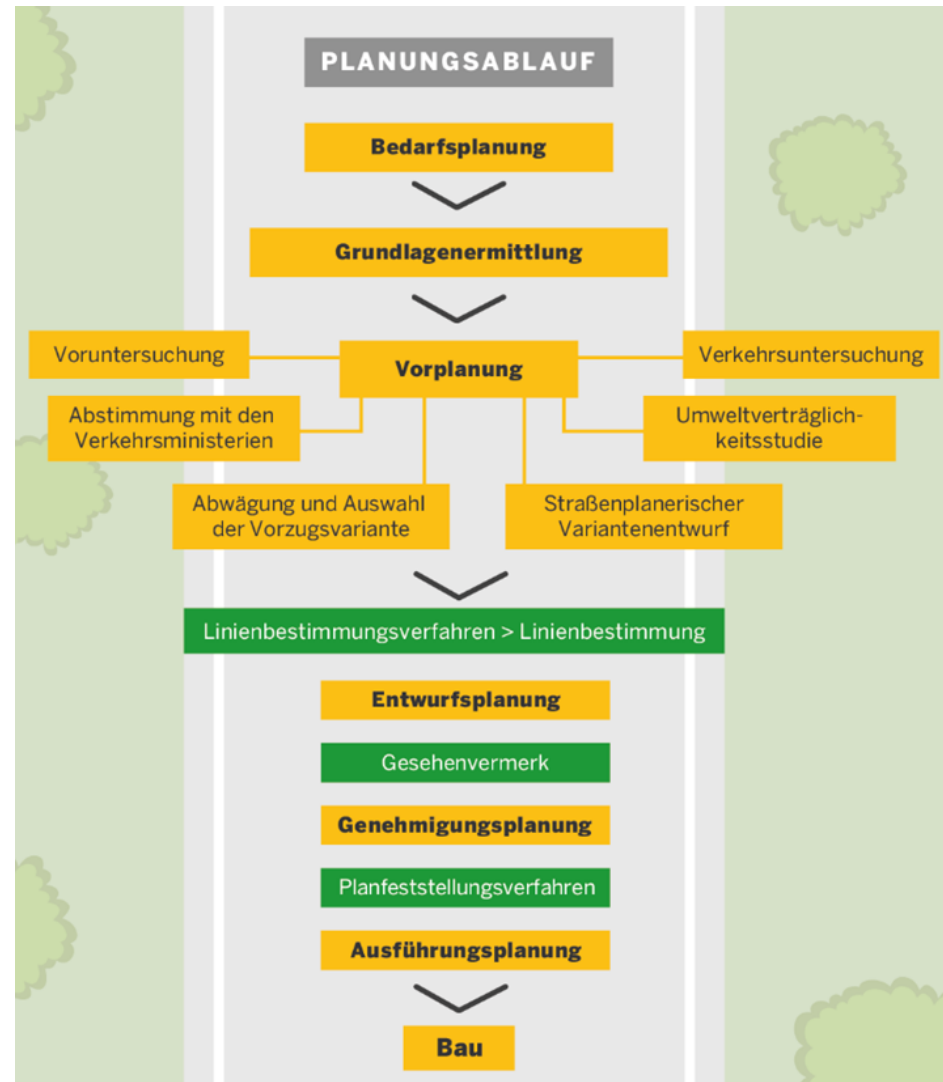 PLANUNGSABLAUF
Bedarfsplanung
Grundlagenermittlung
Voruntersuchung
Vorplanung
Verkehrsuntersuchung
Abstimmung mit den
Verkehrsministerien
Umweltverträglich-
keitsstudie
Abwägung und Auswahl
der Vorzugsvariante
Straßenplanerischer
Variantenentwurf
Linienbestimmungsverfahren > Linienbestimmung
Entwurfsplanung
Gesehenvermerk
Genehmigungsplanung
Planfeststellungsverfahren
Ausführungsplanung
Bau